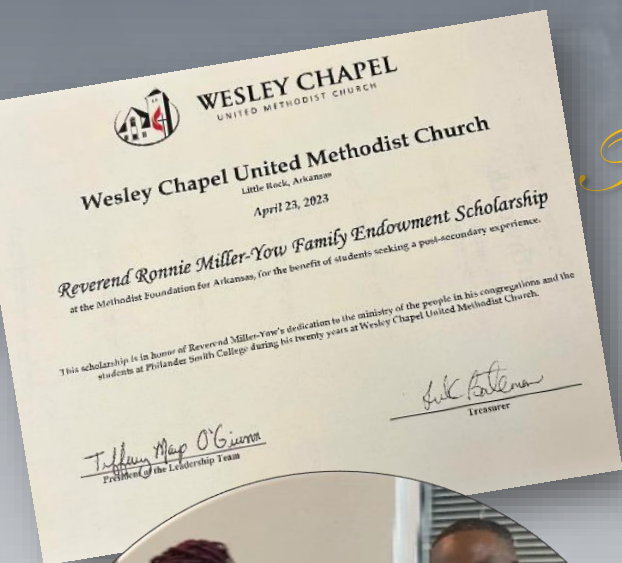 WESLEY CHAPEL
UNITED METHODIST CHURCH
Wesley Chapel United Methodist Church
Little Rock, Arkansas
April 23, 2023
Reverend Ronnie Miller-Yow Family Endowment Scholarship
at the Methodist Foundation for Arkansas, for the benefit of students seeking a post-secondary experience.
This scholarship is in honor of Reverend Miller-Yow's dedication to the ministry of the people in his congregations and the
students at Philander Smith College during his twenty years at Wesley Chapel United Methodist Church.
Treasurer
Tiffany
President of the Leadership Team